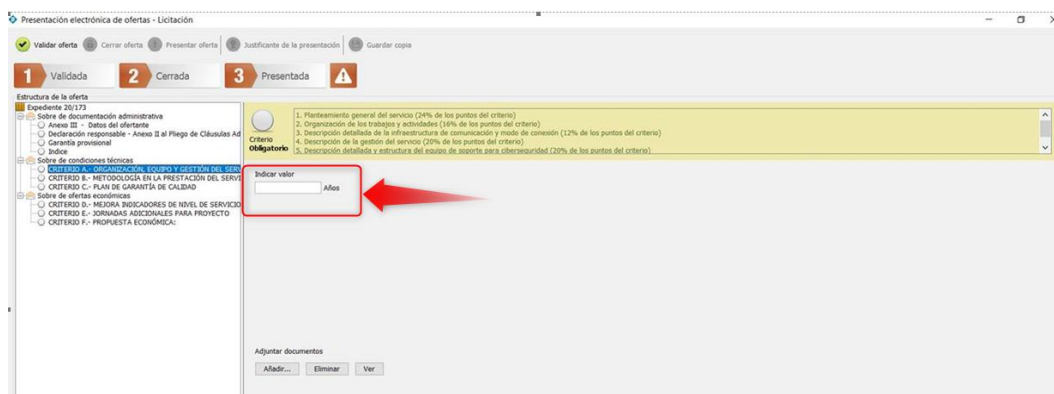 Presentación electrónica de ofertas - Licitación
Validar oferta Cerrar oferta Presentar oferta Justificante de la presentación Guardar copia
1 Validada 2 Cerrada 3 Presentada
Estructura de la oferta
Expediente 20/173
Sobre de documentación administrativa
Anexo III - Datos del ofertante
Declaración responsable - Anexo II al Pliego de Cláusulas Ad
Garantía provisional
Indice
Sobre de condiciones técnicas
CRITERIO A.- ORGANIZACIÓN, EQUIPO Y GESTIÓN DEL SERV
CRITERIO B.- METODOLOGÍA EN LA PRESTACIÓN DEL SERVI
CRITERIO C.- PLAN DE GARANTÍA DE CALIDAD
Sobre de ofertas económicas
CRITERIO D.- MEJORA INDICADORES DE NIVEL DE SERVICIO
CRITERIO E.- JORNADAS ADICIONALES PARA PROYECTO
CRITERIO F.- PROPUESTA ECONÓMICA:
Criterio
Obligatorio
1. Planteamiento general del servicio (24% de los puntos del criterio)
2. Organización de los trabajos y actividades (16% de los puntos del criterio)
3. Descripción detallada de la infraestructura de comunicación y modo de conexión (12% de los puntos del criterio)
4. Descripción de la gestión del servicio (20% de los puntos del criterio)
5. Descripción detallada y estructura del equipo de soporte para ciberseguridad (20% de los puntos del criterio)
Indicar valor
Años
Adjuntar documentos
Añadir... Eliminar Ver